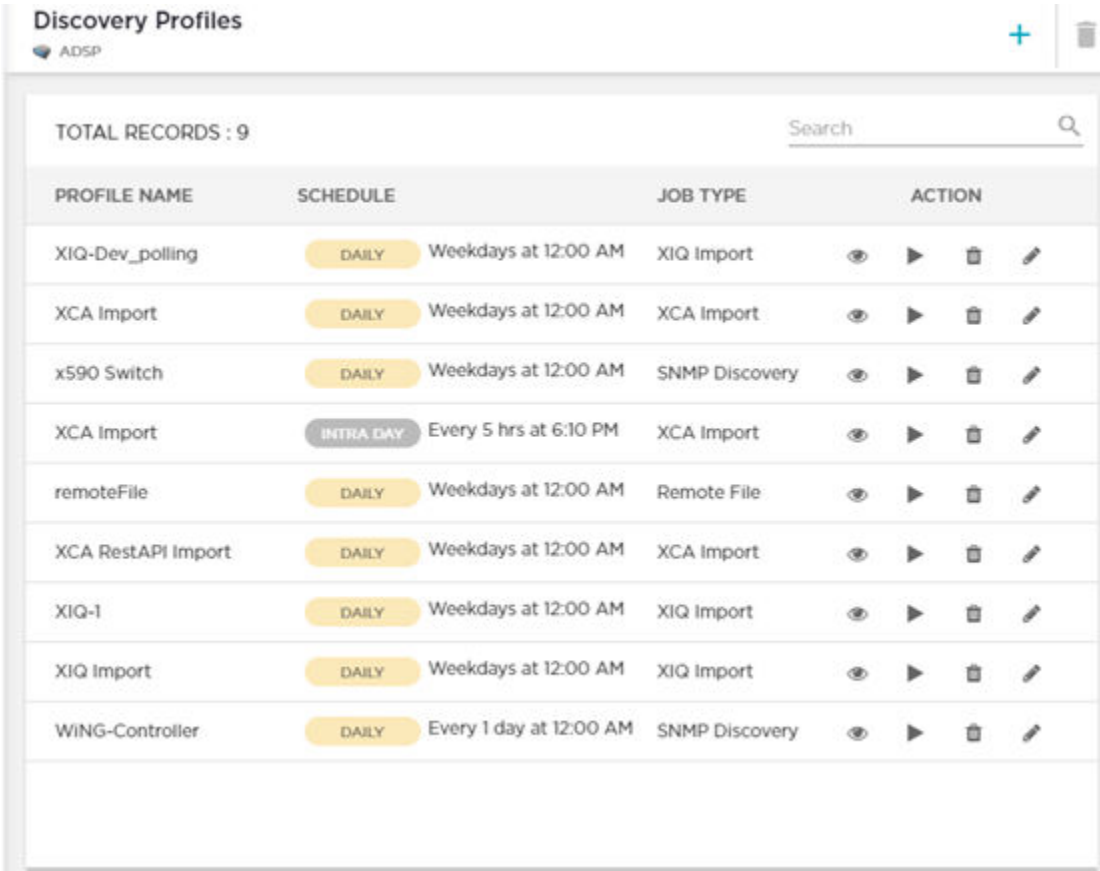 Discovery Profiles
ADSP
TOTAL RECORDS : 9 Search
PROFILE NAME SCHEDULE JOB TYPE ACTION
XIQ-Dev_polling DAILY Weekdays at 12:00 AM XIQ Import
XCA Import DAILY Weekdays at 12:00 AM XCA Import
x590 Switch DAILY Weekdays at 12:00 AM SNMP Discovery
XCA Import INTRA DAY Every 5 hrs at 6:10 PM XCA Import
remoteFile DAILY Weekdays at 12:00 AM Remote File
XCA RestAPI Import DAILY Weekdays at 12:00 AM XCA Import
XIQ-1 DAILY Weekdays at 12:00 AM XIQ Import
XIQ Import DAILY Weekdays at 12:00 AM XIQ Import
WiNG-Controller DAILY Every 1 day at 12:00 AM SNMP Discovery